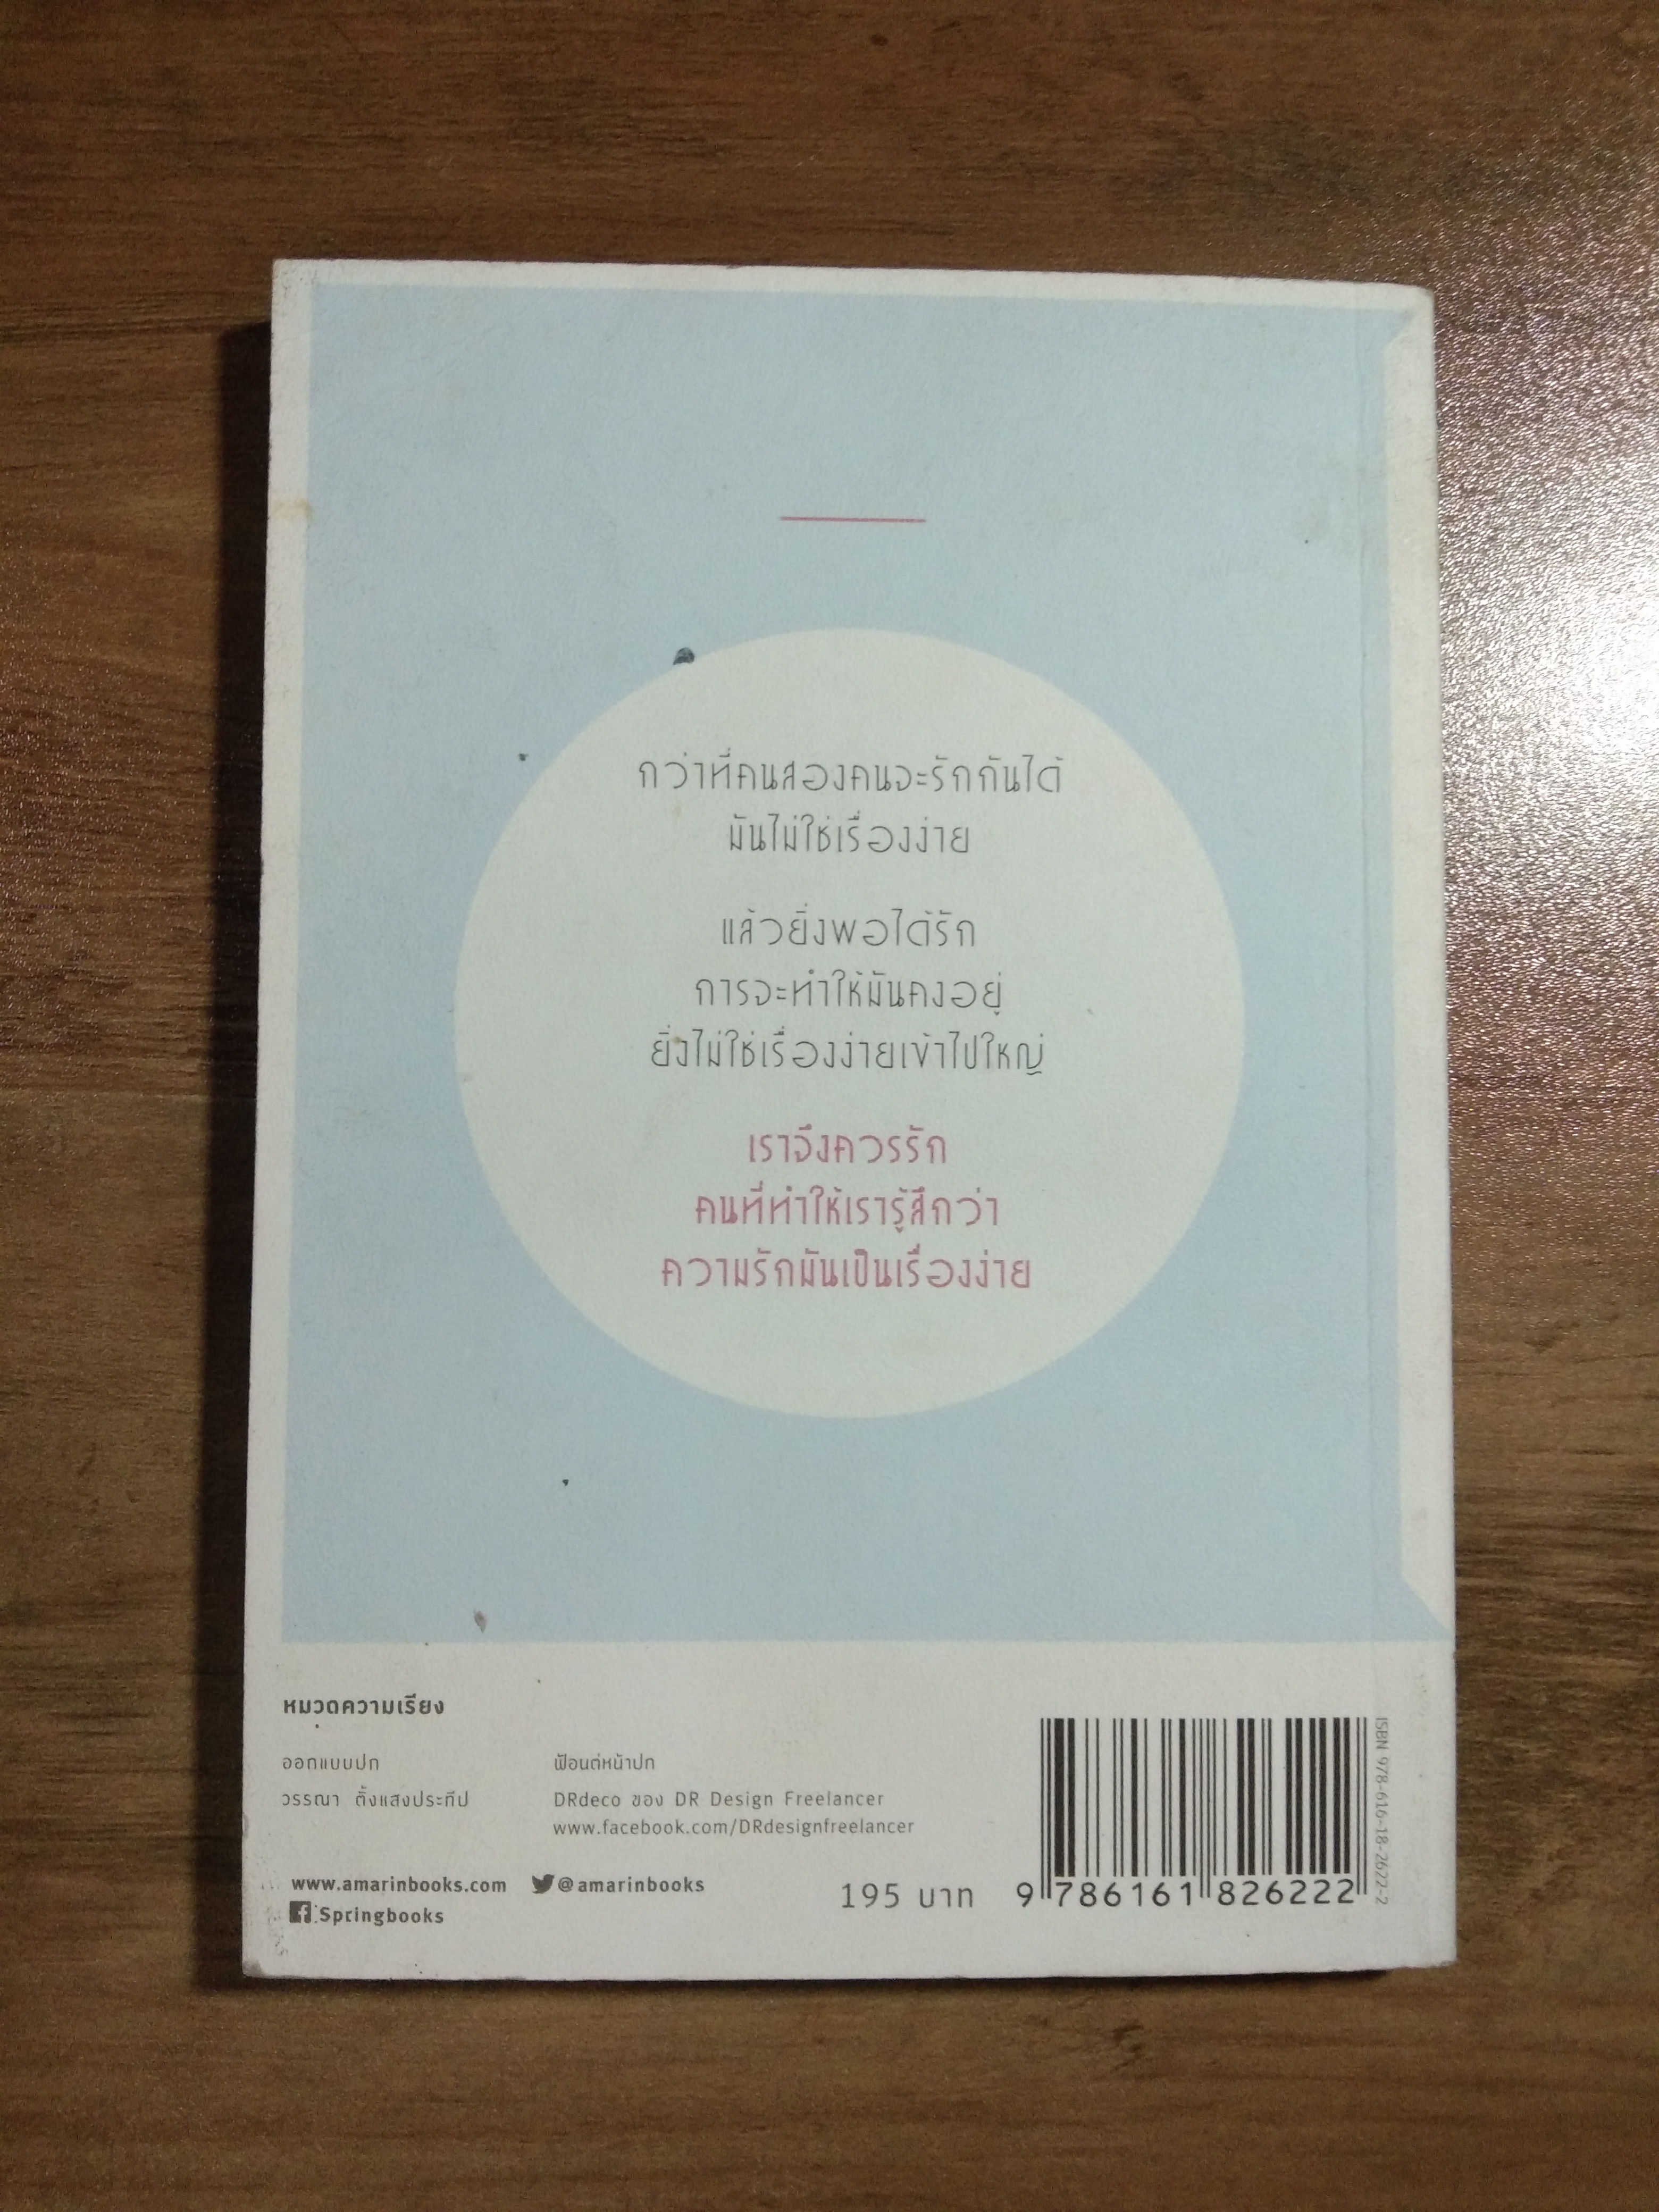 กว่าที่คนสองคนจะรักกันได้
มันไม่ใช่เรื่องง่าย
แล้วยิ่งพอได้รัก
การจะทำให้มันคงอยู่
ยิ่งไม่ใช่เรื่องง่ายเข้าไปใหญ่
เราจึงควรรัก
คนที่ทำให้เรารู้สึกว่า
ความรักมันเป็นเรื่องง่าย
หมวดความเรียง
ออกแบบปก
วรรณา ตั้งแสงประทีป
ฟ้อนต์หน้าปก
DRdeco ของ DR Design Freelancer
www.facebook.com/DRdesignfreelancer
www.amarinbooks.com @amarinbooks
Springbooks
195 บาท
9 786161 826222
ISBN 978-616-18-2622-2